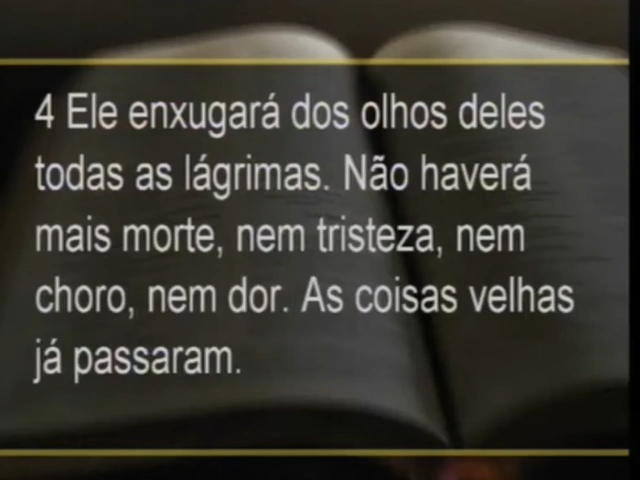 4 Ele enxugará dos olhos deles
todas as lágrimas. Não haverá
mais morte, nem tristeza, nem
choro, nem dor. As coisas velhas
já passaram.